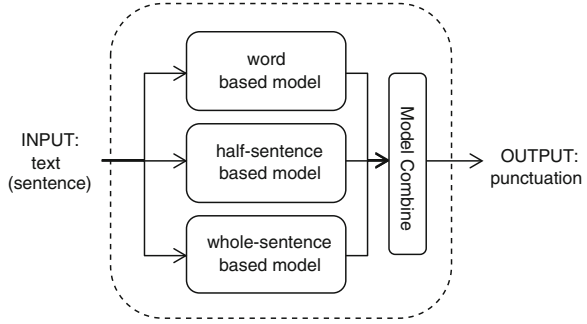 INPUT:
text
(sentence)
word
based model
half-sentence
based model
whole-sentence
based model
Model Combine
OUTPUT:
punctuation